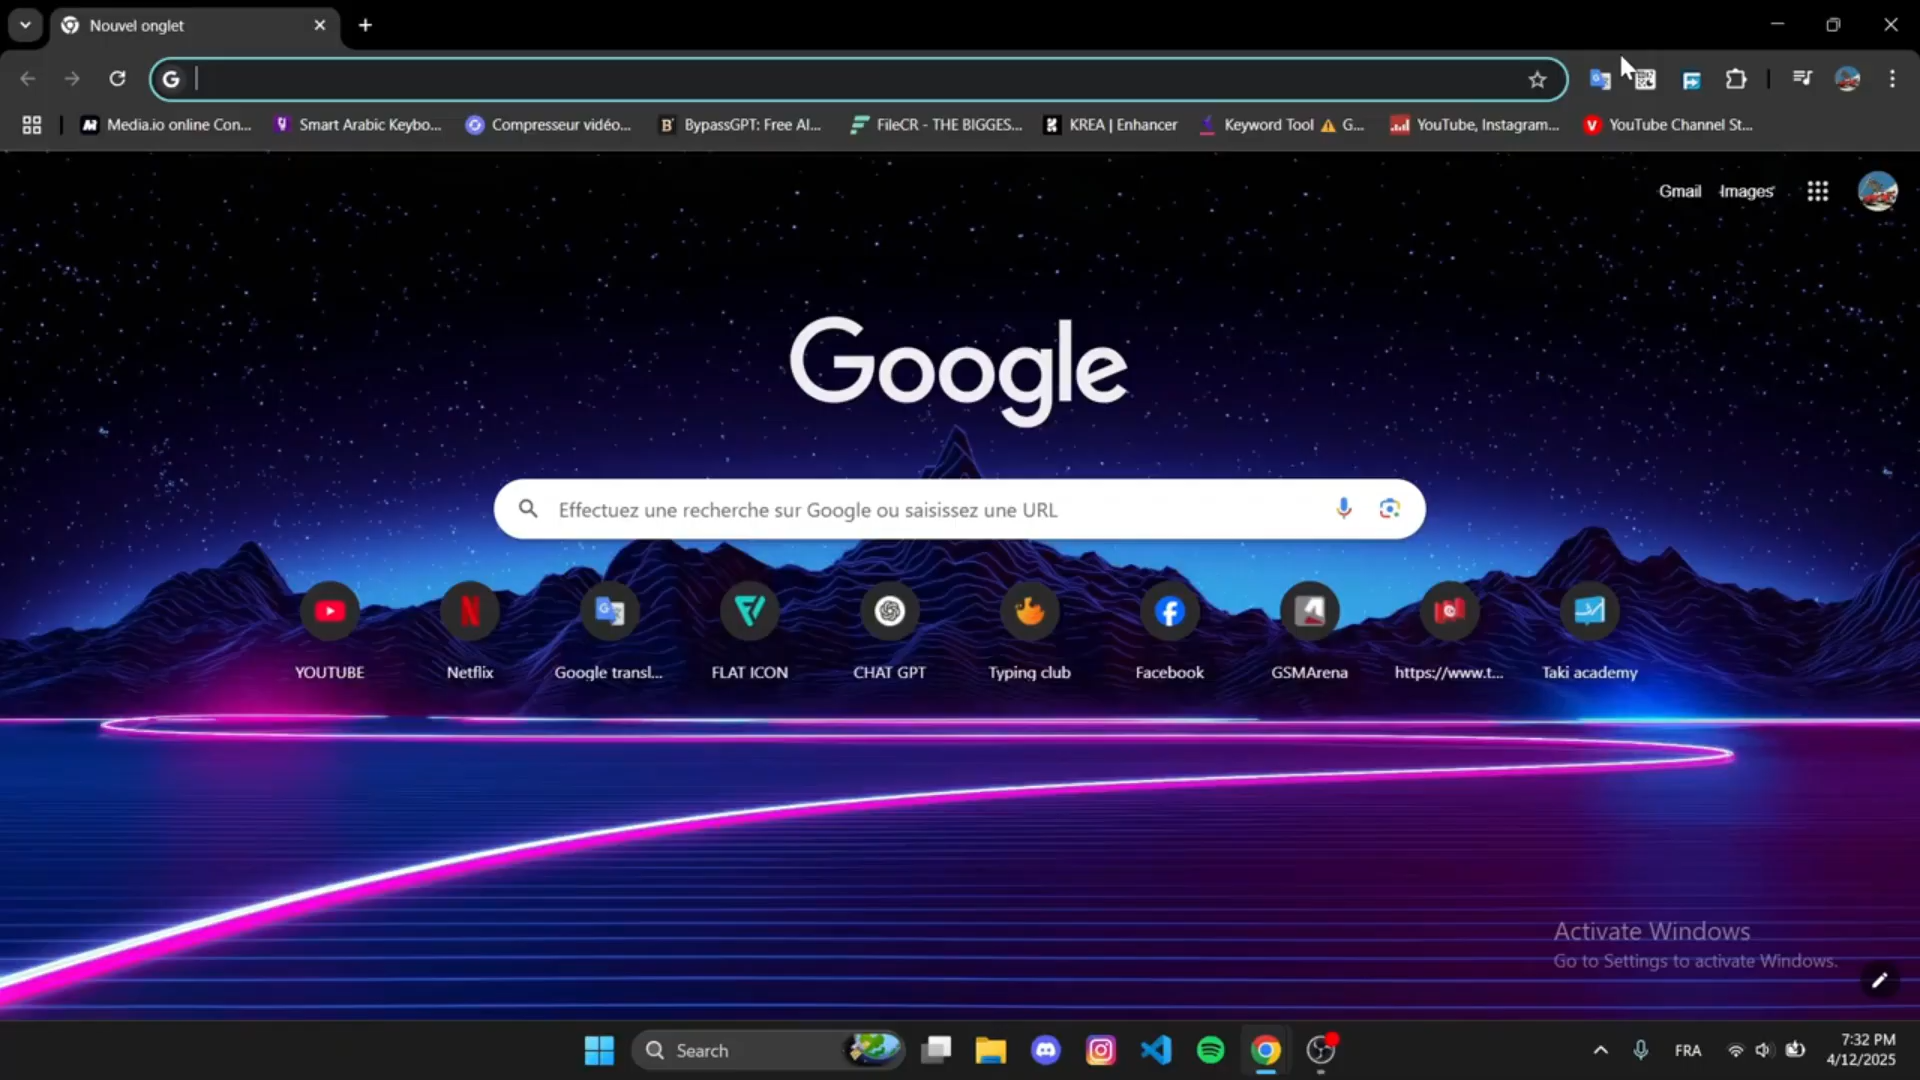 Nouvel onglet
Media.io online Con... Smart Arabic Keybo... Compresseur vidéo... BypassGPT: Free AI... FileCR - THE BIGGES... KREA | Enhancer Keyword Tool ⚠ G... YouTube, Instagram... YouTube Channel St...
Gmail Images
Google
Effectuez une recherche sur Google ou saisissez une URL
YOUTUBE Netflix Google transl... FLAT ICON CHAT GPT Typing club Facebook GSMArena https://www.t... Taki academy
Activate Windows
Go to Settings to activate Windows.
Search
FRA
7:32 PM
4/12/2025